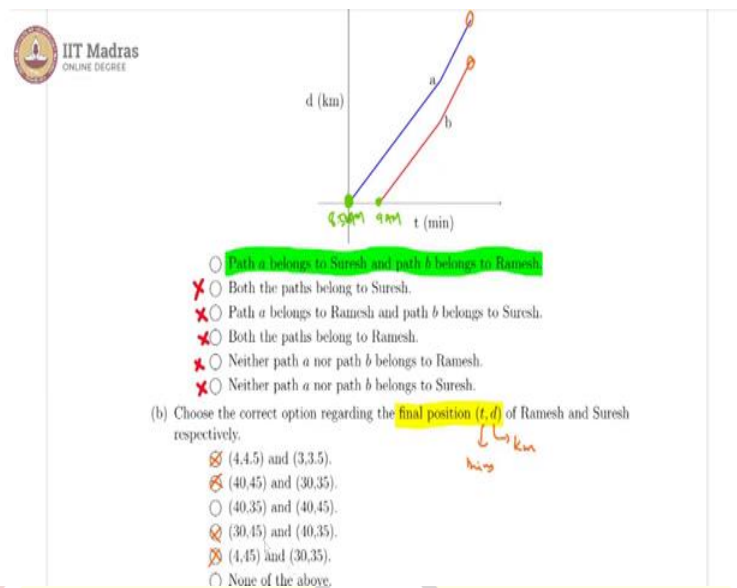 IIT Madras
ONLINE DEGREE
d (km)
a
b
8:50AM 9 AM t (min)
Path a belongs to Suresh and path b belongs to Ramesh.
Both the paths belong to Suresh.
Path a belongs to Ramesh and path b belongs to Suresh.
Both the paths belong to Ramesh.
Neither path a nor path b belongs to Ramesh.
Neither path a nor path b belongs to Suresh.
(b) Choose the correct option regarding the final position (t, d) of Ramesh and Suresh
respectively.
km
mins
(4,4.5) and (3,3.5).
(40,45) and (30,35).
(40,35) and (40,45).
(30,45) and (40,35).
(4,45) and (30,35).
None of the above.